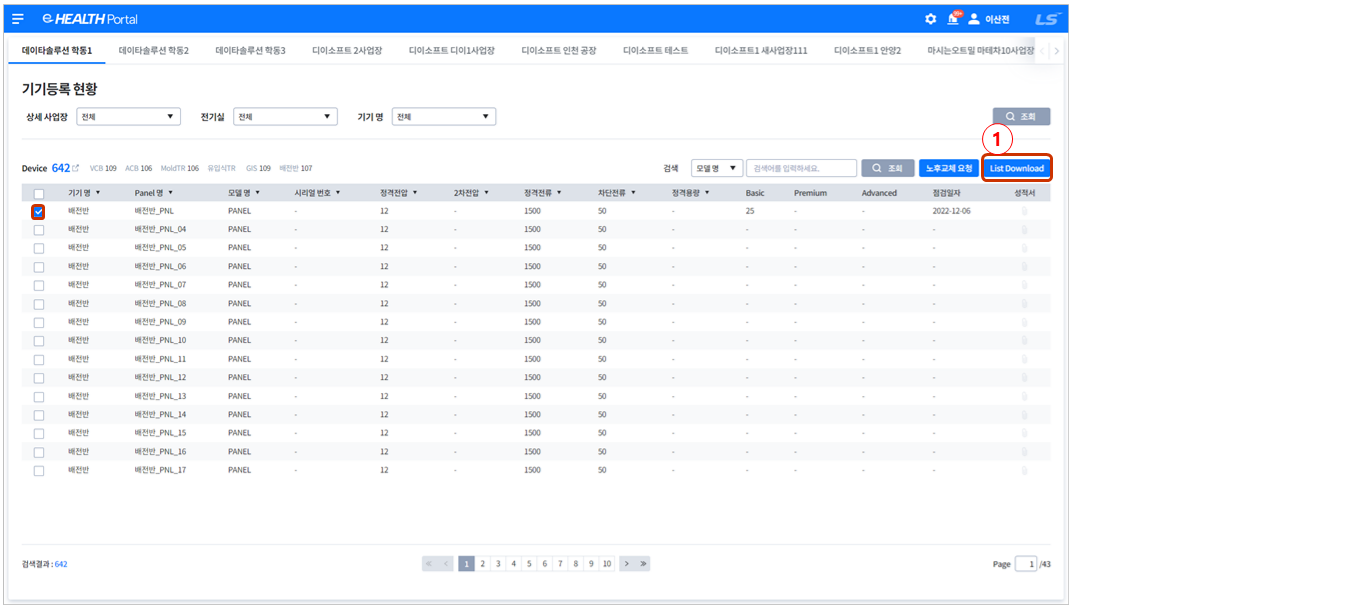 HEALTH Portal 99+ 이산전 LS
데이타솔루션 학동1 데이타솔루션 학동2 데이타솔루션 학동3 디이소프트 2사업장 디이소프트 디이1사업장 디이소프트 인천 공장 디이소프트 테스트 디이소프트1 새사업장111 디이소프트1 안양2 마시는오트밀 마테차10사업장
기기등록 현황
상세 사업장 전체 ▼ 전기실 전체 ▼ 기기 명 전체 ▼ 조회
1
Device 642 VCB 109 ACB 106 MoldTR 106 유입식TR GIS 109 배전반 107 검색 모델 명 ▼ 검색어를 입력하세요. 조회 노후교체 요청 List Download
기기 명 ▼ Panel 명 ▼ 모델 명 ▼ 시리얼 번호 ▼ 정격전압 ▼ 2차전압 ▼ 정격전류 ▼ 차단전류 ▼ 정격용량 ▼ Basic Premium Advanced 점검일자 성적서
배전반 배전반_PNL PANEL - 12 - 1500 50 - 25 - - 2022-12-06
배전반 배전반_PNL_04 PANEL - 12 - 1500 50 - - - - -
배전반 배전반_PNL_05 PANEL - 12 - 1500 50 - - - - -
배전반 배전반_PNL_06 PANEL - 12 - 1500 50 - - - - -
배전반 배전반_PNL_07 PANEL - 12 - 1500 50 - - - - -
배전반 배전반_PNL_08 PANEL - 12 - 1500 50 - - - - -
배전반 배전반_PNL_09 PANEL - 12 - 1500 50 - - - - -
배전반 배전반_PNL_10 PANEL - 12 - 1500 50 - - - - -
배전반 배전반_PNL_11 PANEL - 12 - 1500 50 - - - - -
배전반 배전반_PNL_12 PANEL - 12 - 1500 50 - - - - -
배전반 배전반_PNL_13 PANEL - 12 - 1500 50 - - - - -
배전반 배전반_PNL_14 PANEL - 12 - 1500 50 - - - - -
배전반 배전반_PNL_15 PANEL - 12 - 1500 50 - - - - -
배전반 배전반_PNL_16 PANEL - 12 - 1500 50 - - - - -
배전반 배전반_PNL_17 PANEL - 12 - 1500 50 - - - - -
검색결과 : 642 « ‹ 1 2 3 4 5 6 7 8 9 10 › » Page 1 /43